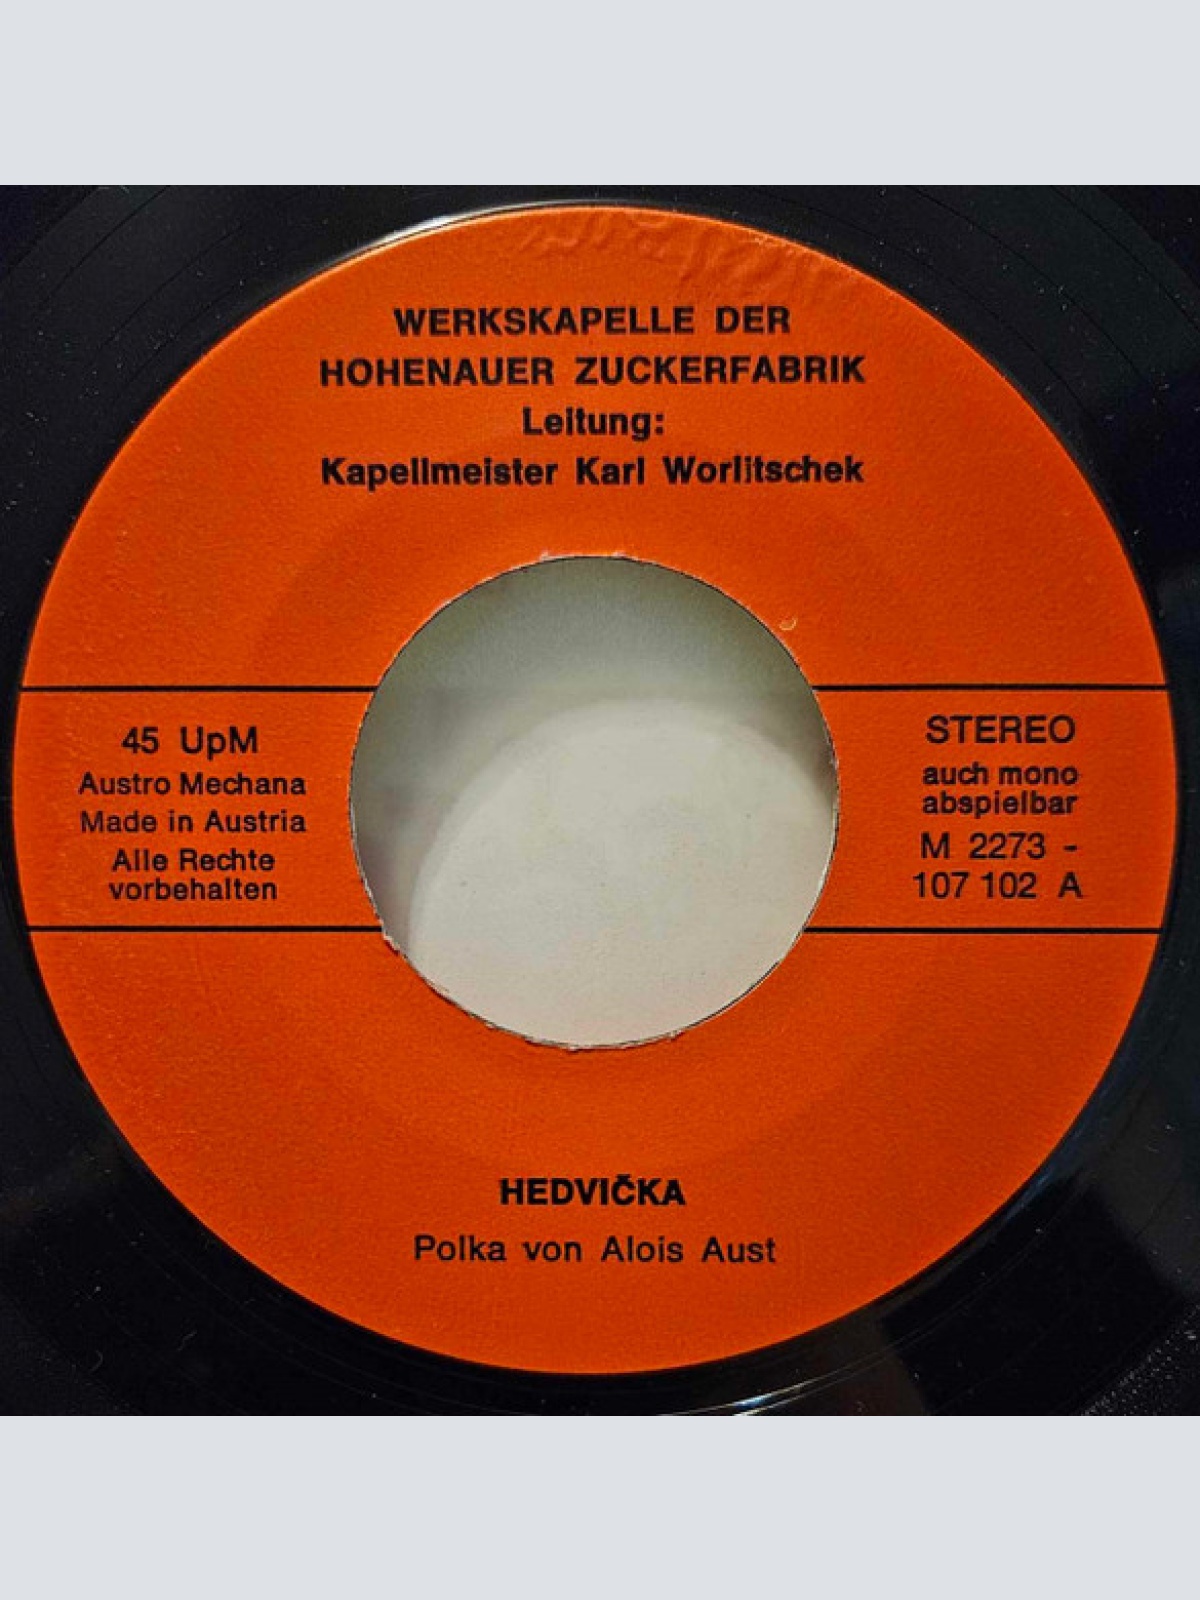 WERKSKAPELLE DER
HOHENAUER ZUCKERFABRIK
Leitung:
Kapellmeister Karl Worlitschek
45 UpM
Austro Mechana
Made in Austria
Alle Rechte
vorbehalten
STEREO
auch mono
abspielbar
M 2273 -
107 102 A
HEDVIČKA
Polka von Alois Aust